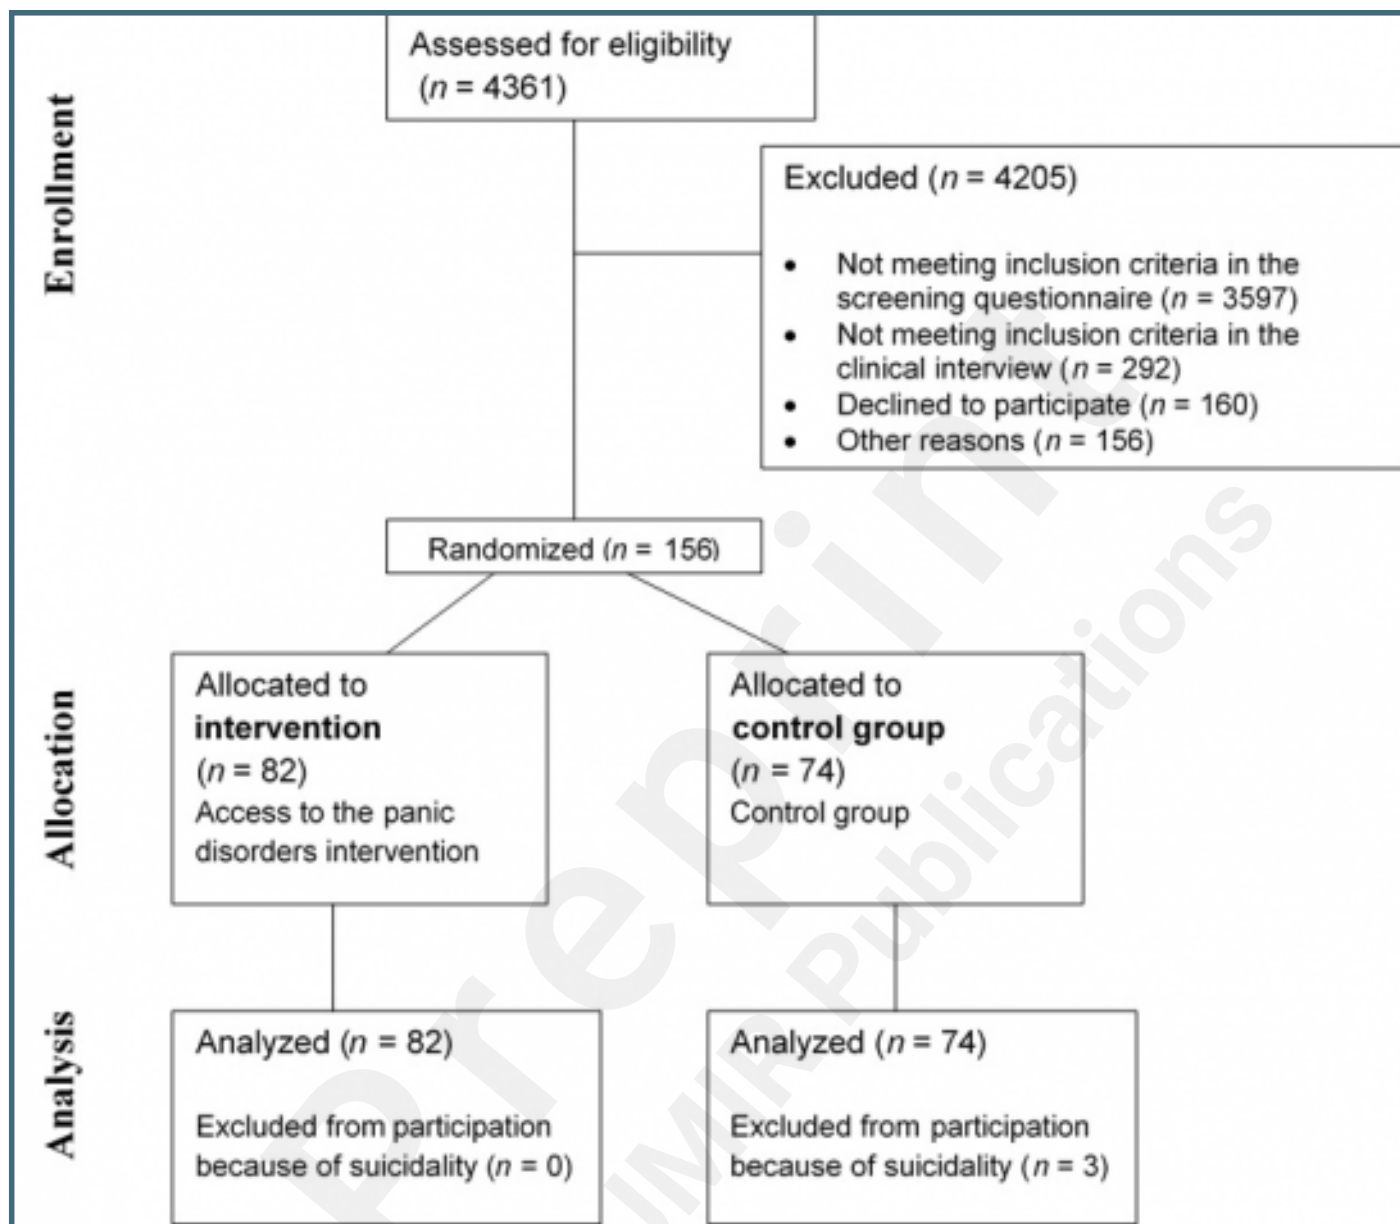 Assessed for eligibility
(n = 4361)
Enrollment
Excluded (n = 4205)
• Not meeting inclusion criteria in the
screening questionnaire (n = 3597)
• Not meeting inclusion criteria in the
clinical interview (n = 292)
• Declined to participate (n = 160)
• Other reasons (n = 156)
Randomized (n = 156)
Allocation
Allocated to
intervention
(n = 82)
Access to the panic
disorders intervention
Allocated to
control group
(n = 74)
Control group
Analysis
Analyzed (n = 82)
Excluded from participation
because of suicidality (n = 0)
Analyzed (n = 74)
Excluded from participation
because of suicidality (n = 3)
Preprint
JMIR Publications